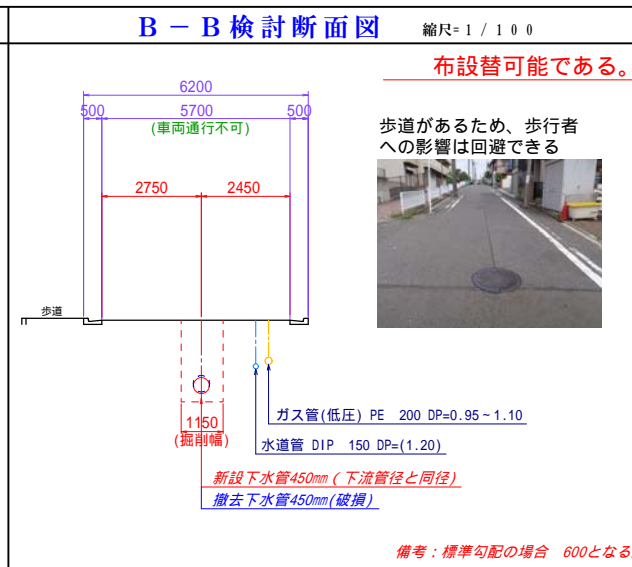 B-B検討断面図 縮尺=1/100
布設替可能である。
6200
500 5700 500
(車両通行不可)
歩道があるため、歩行者
への影響は回避できる
2750 2450
歩道
1150
(掘削幅)
ガス管(低圧) PE 200 DP=0.95~1.10
水道管 DIP 150 DP=(1.20)
新設下水管450mm(下流管径と同径)
撤去下水管450mm(破損)
備考:標準勾配の場合 600となる